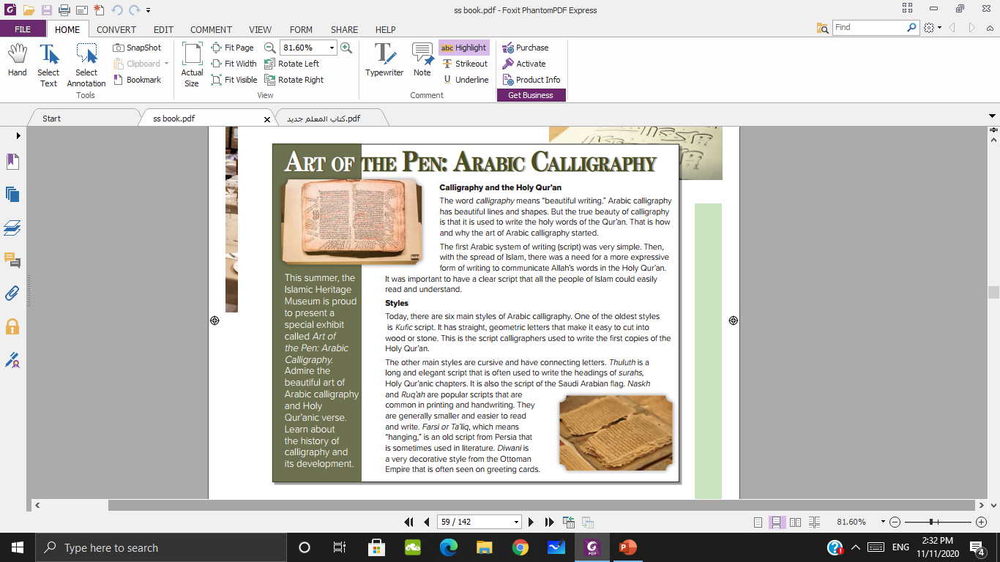 ss book.pdf - Foxit PhantomPDF Express
FILE
HOME
CONVERT
EDIT
COMMENT
VIEW
FORM
SHARE
HELP
Find
Hand
Select
Text
Select
Annotation
SnapShot
Clipboard
Bookmark
Tools
Actual
Size
Fit Page
Fit Width
Fit Visible
81.60%
Rotate Left
Rotate Right
View
Typewriter
Note
abc Highlight
Strikeout
Underline
Comment
Purchase
Activate
Product Info
Get Business
Start
ss book.pdf
كتاب المعلم جديد.pdf
ART OF THE PEN: ARABIC CALLIGRAPHY
This summer, the
Islamic Heritage
Museum is proud
to present a
special exhibit
called Art of
the Pen: Arabic
Calligraphy.
Admire the
beautiful art of
Arabic calligraphy
and Holy
Qur'anic verse.
Learn about
the history of
calligraphy and
its development.
Calligraphy and the Holy Qur'an
The word calligraphy means "beautiful writing." Arabic calligraphy
has beautiful lines and shapes. But the true beauty of calligraphy
is that it is used to write the holy words of the Qur'an. That is how
and why the art of Arabic calligraphy started.
The first Arabic system of writing (script) was very simple. Then,
with the spread of Islam, there was a need for a more expressive
form of writing to communicate Allah's words in the Holy Qur'an.
It was important to have a clear script that all the people of Islam could easily
read and understand.
Styles
Today, there are six main styles of Arabic calligraphy. One of the oldest styles
is Kufic script. It has straight, geometric letters that make it easy to cut into
wood or stone. This is the script calligraphers used to write the first copies of the
Holy Qur'an.
The other main styles are cursive and have connecting letters. Thuluth is a
long and elegant script that is often used to write the headings of surahs,
Holy Qur'anic chapters. It is also the script of the Saudi Arabian flag. Naskh
and Ruq'ah are popular scripts that are
common in printing and handwriting. They
are generally smaller and easier to read
and write. Farsi or Ta'liq, which means
"hanging," is an old script from Persia that
is sometimes used in literature. Diwani is
a very decorative style from the Ottoman
Empire that is often seen on greeting cards.
59 / 142
81.60%
Type here to search
ENG
2:32 PM
11/11/2020
4